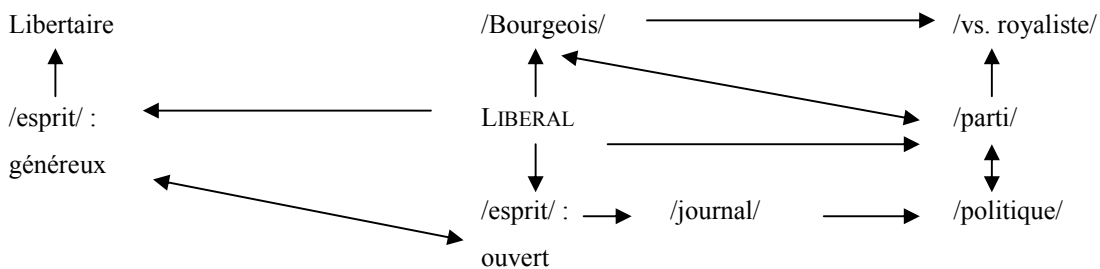 Libertaire /Bourgeois/ /vs. royaliste/
/esprit/ : LIBERAL /parti/
généreux
/esprit/ : /journal/ /politique/
ouvert